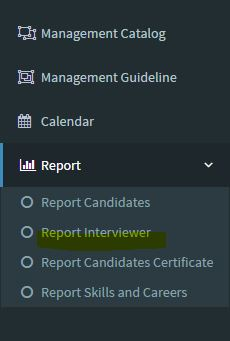 Management Catalog
Management Guideline
Calendar
Report
Report Candidates
Report Interviewer
Report Candidates Certificate
Report Skills and Careers